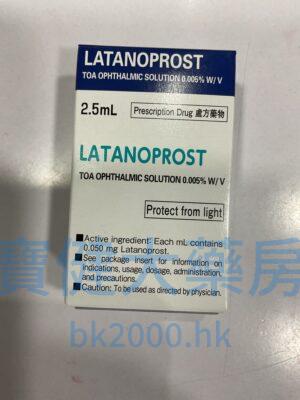 LATANOPROST
TOA OPHTHALMIC SOLUTION 0.005% W/V
2.5mL
Prescription Drug 處方藥物
LATANOPROST
TOA OPHTHALMIC SOLUTION 0.005% W/V
Protect from light
■Active ingredient: Each mL contains
0.050 mg Latanoprost.
■See package insert for information on
indications, usage, dosage, administration,
and precautions.
■Caution: To be used as directed by physician.
寶健大藥房
bk2000.hk